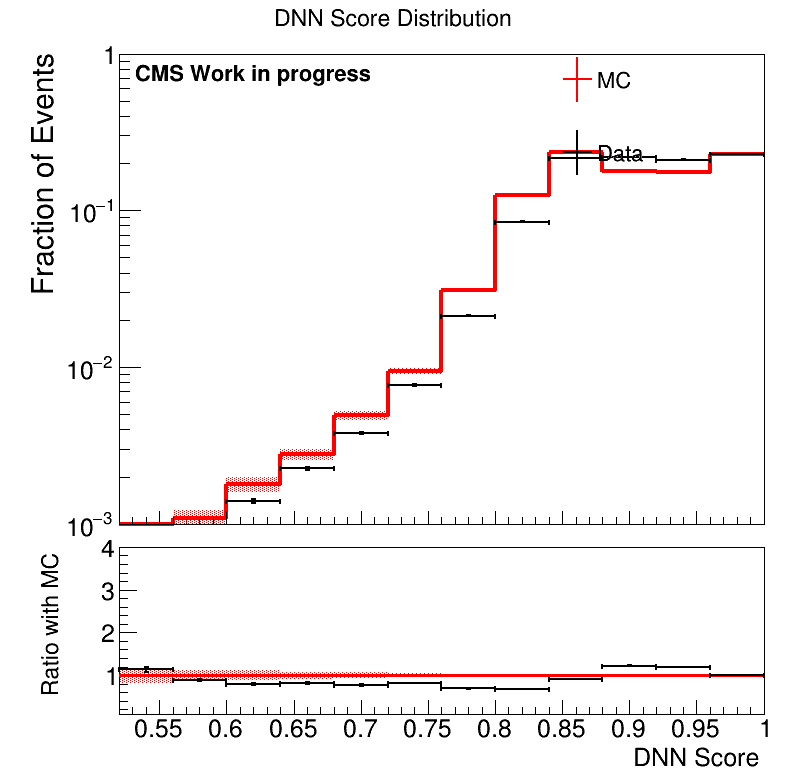 DNN Score Distribution
CMS Work in progress
MC
Data
Fraction of Events
1
10⁻¹
10⁻²
10⁻³
Ratio with MC
4
3
2
1
0.55 0.6 0.65 0.7 0.75 0.8 0.85 0.9 0.95 1
DNN Score